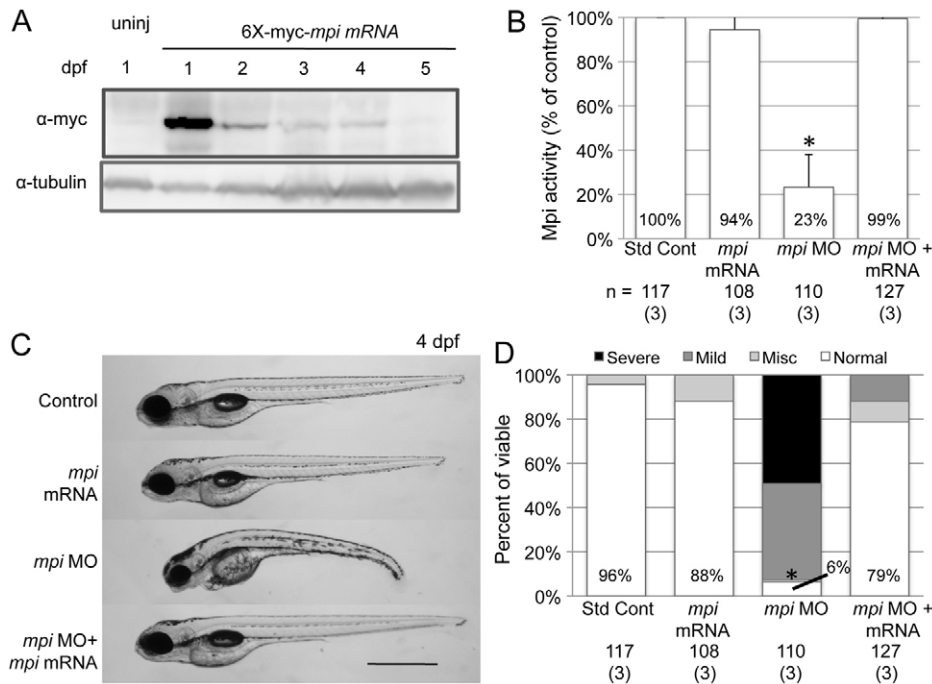 A
uninj
6X-myc-mpi mRNA
dpf 1 1 2 3 4 5
α-myc
α-tubulin
B
Mpi activity (% of control)
100%
80%
60%
40%
20%
0%
*
100% 94% 23% 99%
Std Cont mpi mRNA mpi MO mpi MO + mRNA
n = 117 108 110 127
(3) (3) (3) (3)
C
4 dpf
Control
mpi
mRNA
mpi MO
mpi MO+
mpi mRNA
D
Severe Mild Misc Normal
Percent of viable
100%
80%
60%
40%
20%
0%
*
96% 88% 6% 79%
Std Cont mpi mRNA mpi MO mpi MO + mRNA
117 108 110 127
(3) (3) (3) (3)